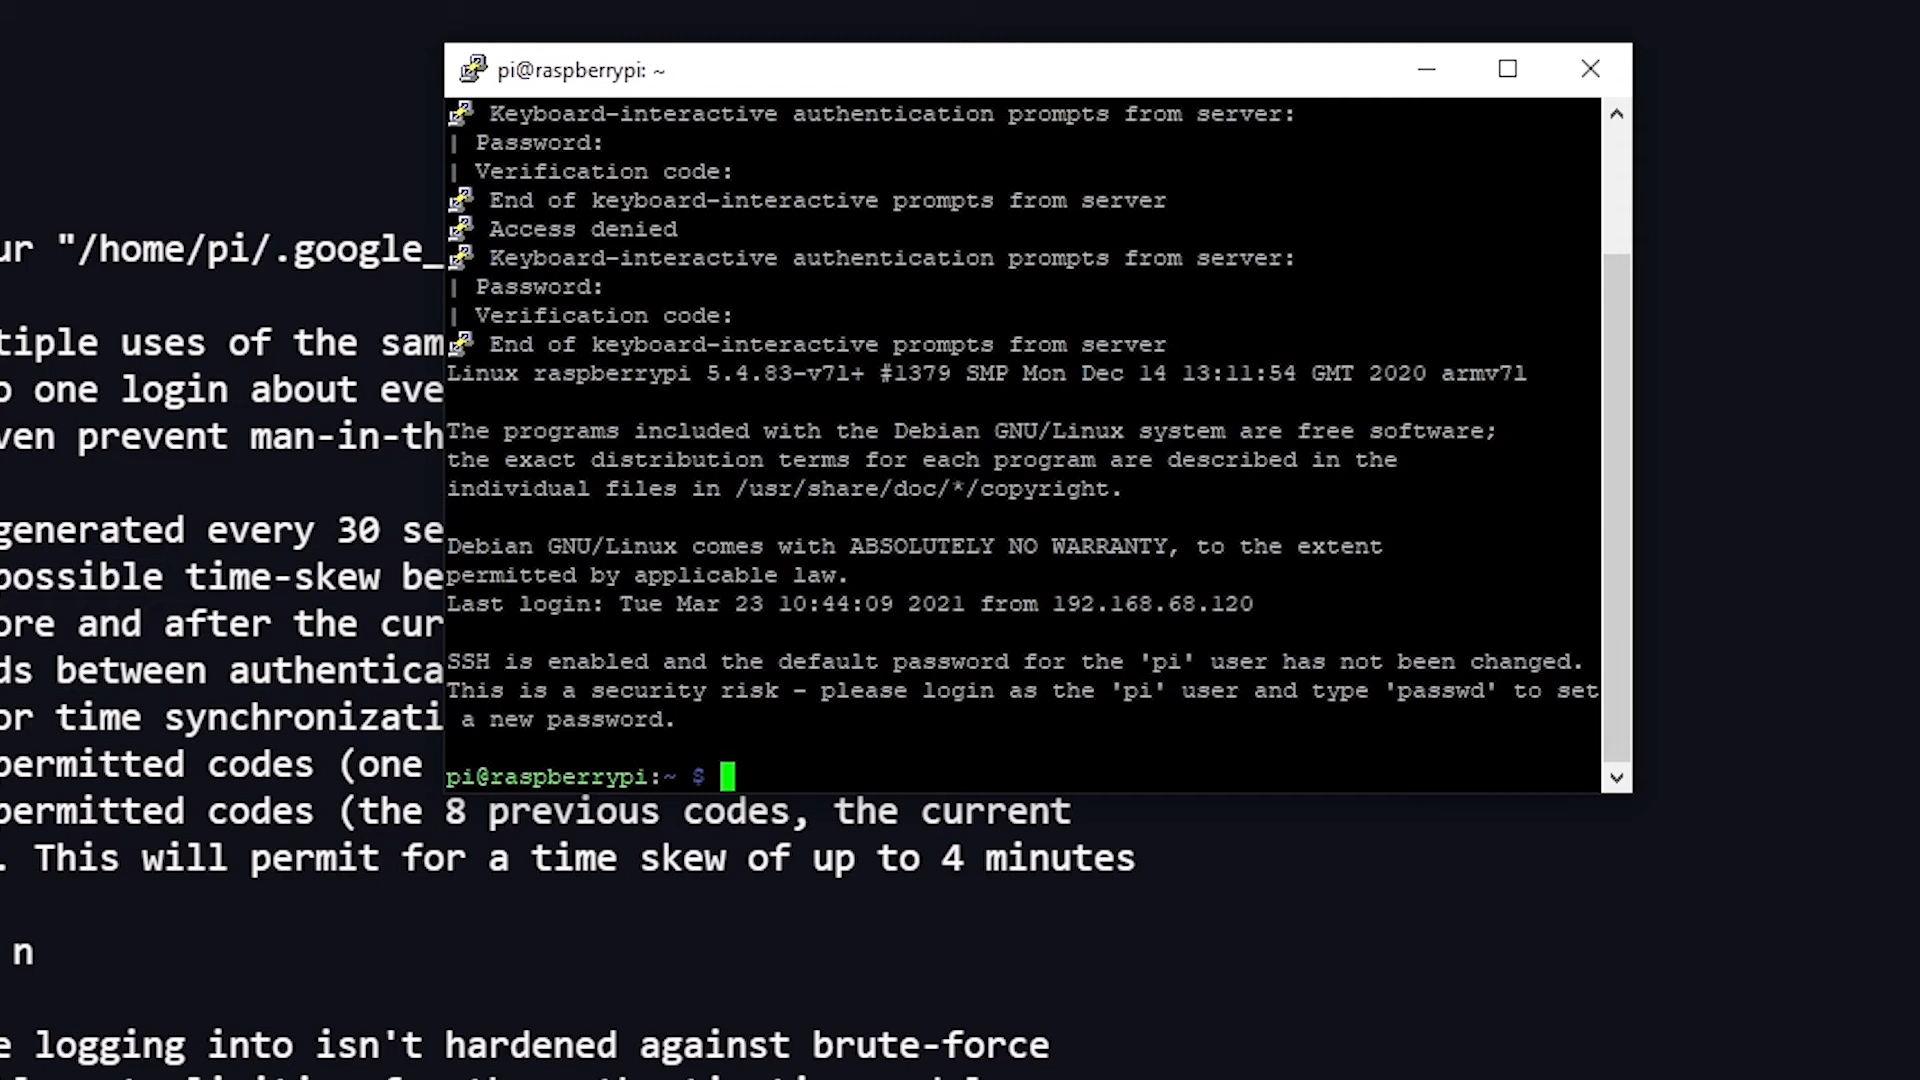 pi@raspberrypi: ~
Keyboard-interactive authentication prompts from server:
| Password:
| Verification code:
End of keyboard-interactive prompts from server
Access denied
Keyboard-interactive authentication prompts from server:
| Password:
| Verification code:
End of keyboard-interactive prompts from server
Linux raspberrypi 5.4.83-v7l+ #1379 SMP Mon Dec 14 13:11:54 GMT 2020 armv7l
The programs included with the Debian GNU/Linux system are free software;
the exact distribution terms for each program are described in the
individual files in /usr/share/doc/*/copyright.
Debian GNU/Linux comes with ABSOLUTELY NO WARRANTY, to the extent
permitted by applicable law.
Last login: Tue Mar 23 10:44:09 2021 from 192.168.68.120
SSH is enabled and the default password for the 'pi' user has not been changed.
This is a security risk - please login as the 'pi' user and type 'passwd' to set
a new password.
pi@raspberrypi:~ $
ur "/home/pi/.google_
tiple uses of the sam
o one login about eve
ven prevent man-in-th
generated every 30 se
possible time-skew be
ore and after the cur
ds between authentica
or time synchronizati
permitted codes (one
permitted codes (the 8 previous codes, the current
. This will permit for a time skew of up to 4 minutes
n
e logging into isn't hardened against brute-force